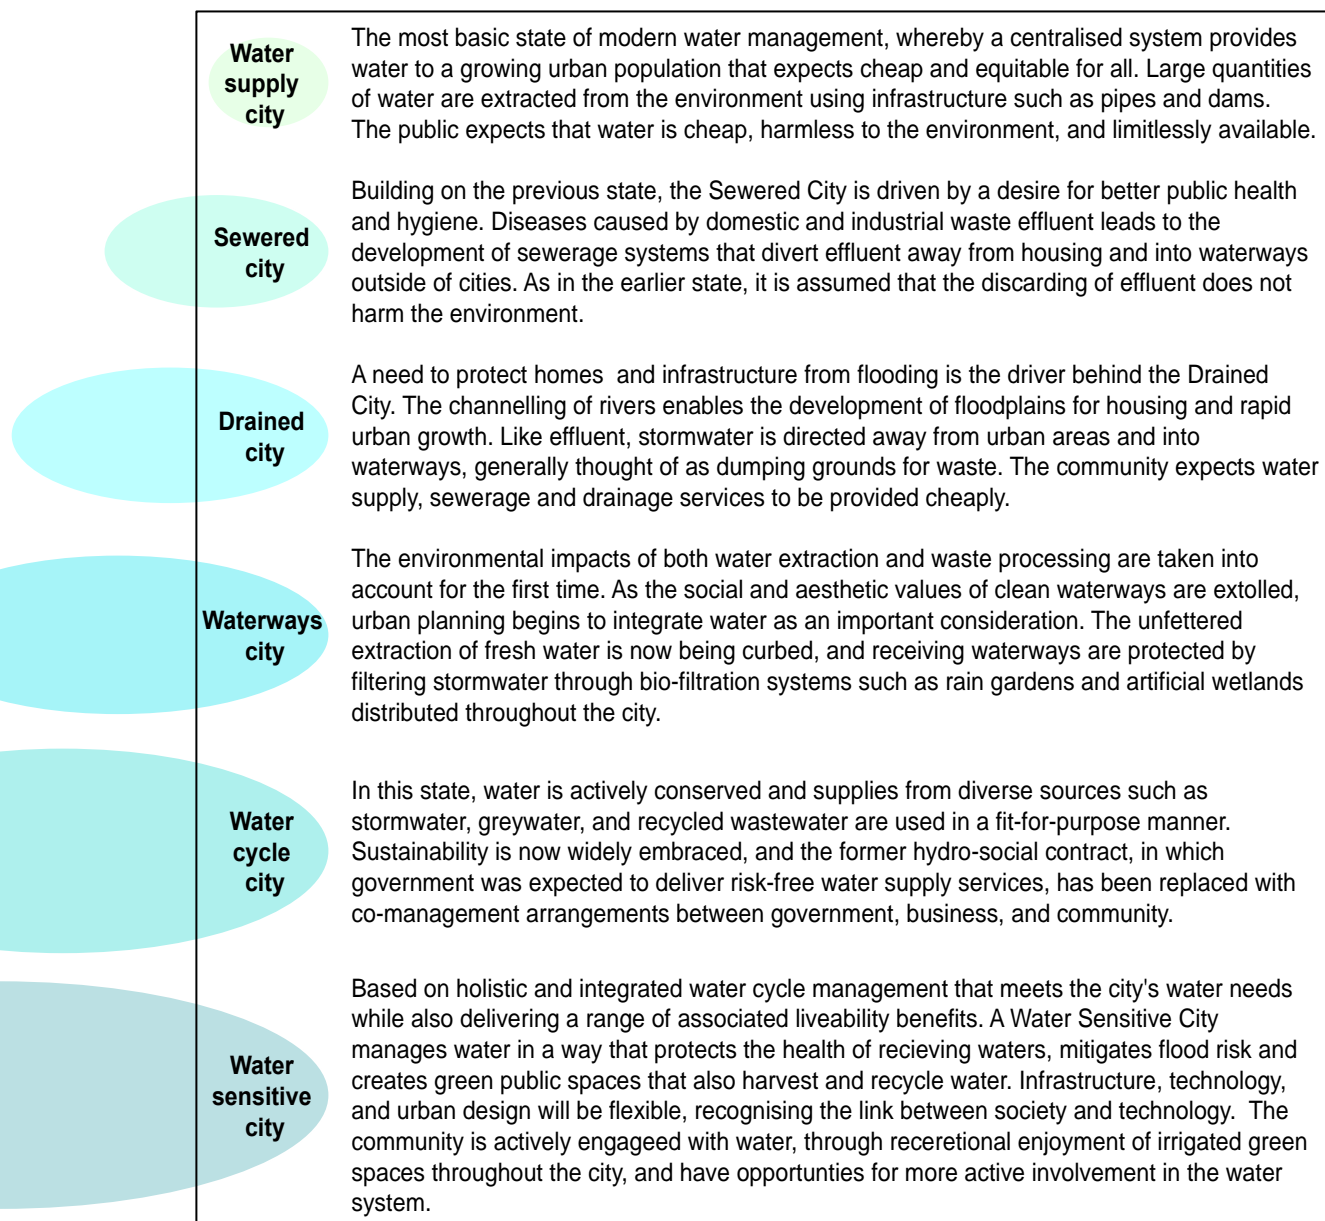 Water
supply
city
The most basic state of modern water management, whereby a centralised system provides
water to a growing urban population that expects cheap and equitable for all. Large quantities
of water are extracted from the environment using infrastructure such as pipes and dams.
The public expects that water is cheap, harmless to the environment, and limitlessly available.
Sewered
city
Building on the previous state, the Sewered City is driven by a desire for better public health
and hygiene. Diseases caused by domestic and industrial waste effluent leads to the
development of sewerage systems that divert effluent away from housing and into waterways
outside of cities. As in the earlier state, it is assumed that the discarding of effluent does not
harm the environment.
Drained
city
A need to protect homes  and infrastructure from flooding is the driver behind the Drained
City. The channelling of rivers enables the development of floodplains for housing and rapid
urban growth. Like effluent, stormwater is directed away from urban areas and into
waterways, generally thought of as dumping grounds for waste. The community expects water
supply, sewerage and drainage services to be provided cheaply.
Waterways
city
The environmental impacts of both water extraction and waste processing are taken into
account for the first time. As the social and aesthetic values of clean waterways are extolled,
urban planning begins to integrate water as an important consideration. The unfettered
extraction of fresh water is now being curbed, and receiving waterways are protected by
filtering stormwater through bio-filtration systems such as rain gardens and artificial wetlands
distributed throughout the city.
Water
cycle
city
In this state, water is actively conserved and supplies from diverse sources such as
stormwater, greywater, and recycled wastewater are used in a fit-for-purpose manner.
Sustainability is now widely embraced, and the former hydro-social contract, in which
government was expected to deliver risk-free water supply services, has been replaced with
co-management arrangements between government, business, and community.
Water
sensitive
city
Based on holistic and integrated water cycle management that meets the city's water needs
while also delivering a range of associated liveability benefits. A Water Sensitive City
manages water in a way that protects the health of recieving waters, mitigates flood risk and
creates green public spaces that also harvest and recycle water. Infrastructure, technology,
and urban design will be flexible, recognising the link between society and technology.  The
community is actively engageed with water, through receretional enjoyment of irrigated green
spaces throughout the city, and have opportunties for more active involvement in the water
system.